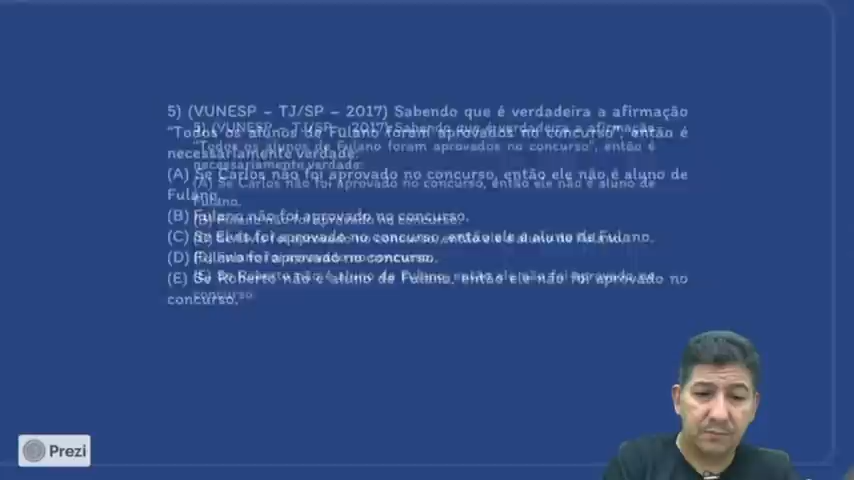 5) (VUNESP – TJ/SP – 2017) Sabendo que é verdadeira a afirmação
"Todos os alunos de Fulano foram aprovados no concurso", então é
necessariamente verdade:
(A) Se Carlos não foi aprovado no concurso, então ele não é aluno de
Fulano.
(B) Fulano não foi aprovado no concurso.
(C) Se Elvis foi aprovado no concurso, então ele é aluno de Fulano.
(D) Fulano foi aprovado no concurso.
(E) Se Roberto não é aluno de Fulano, então ele não foi aprovado no
concurso.
Prezi